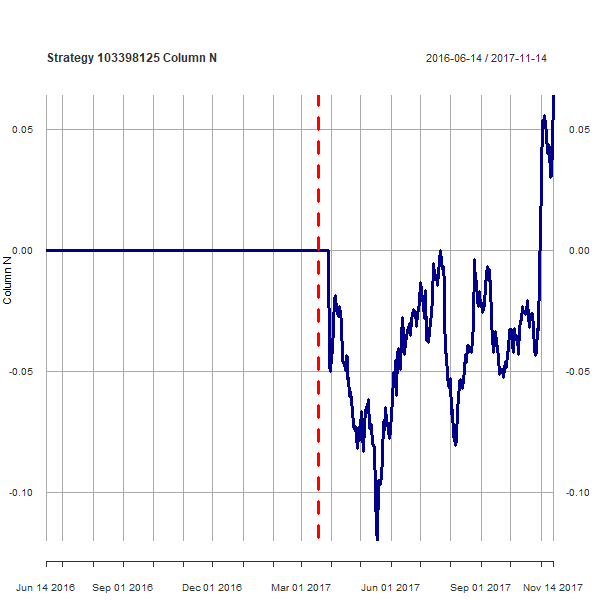 Strategy 103398125 Column N
2016-06-14 / 2017-11-14
0.05
0.05
0.00
0.00
Column N
-0.05
-0.05
-0.10
-0.10
Jun 14 2016
Sep 01 2016
Dec 01 2016
Mar 01 2017
Jun 01 2017
Sep 01 2017
Nov 14 2017